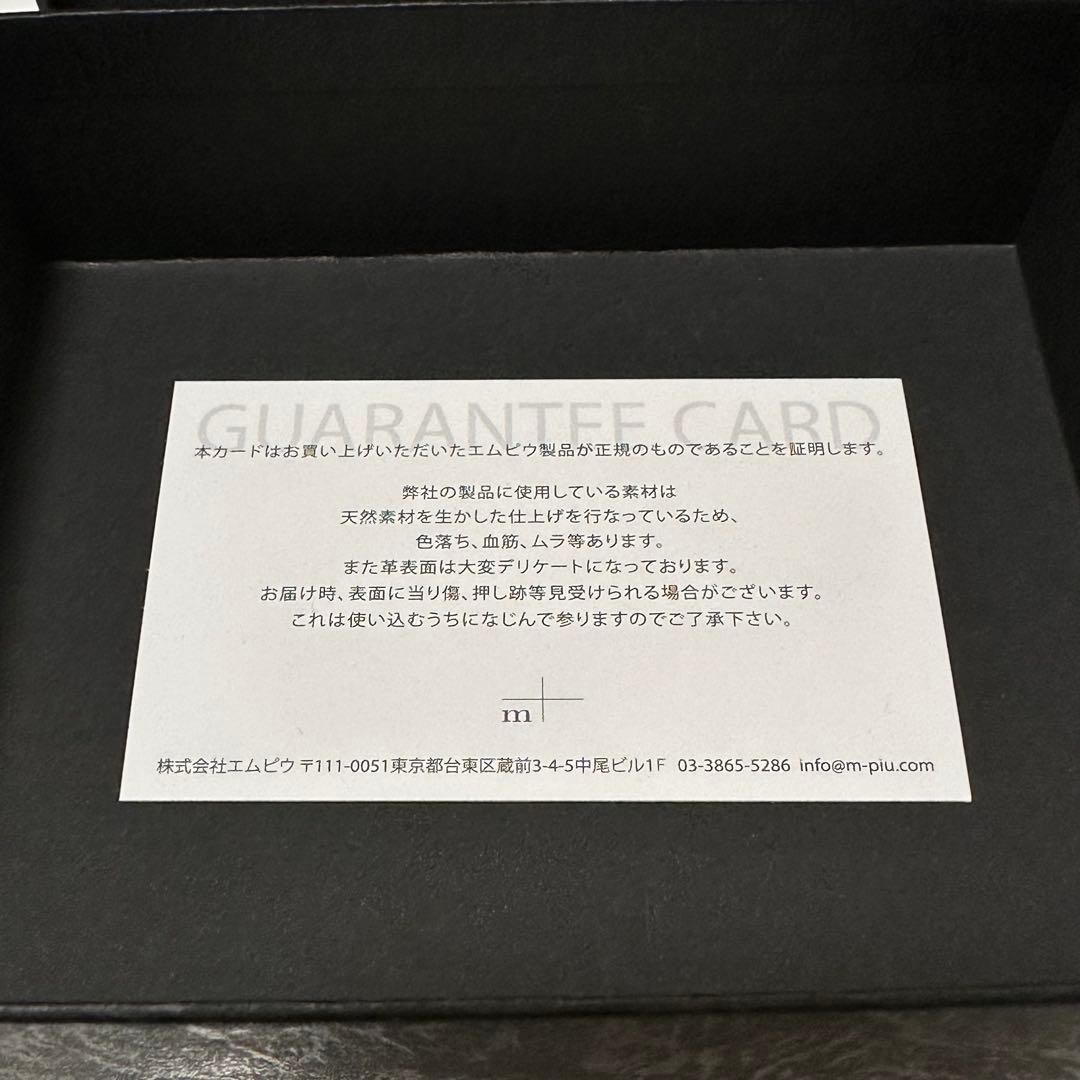 GUARANTEE CARD
本カードはお買い上げいただいたエムピウ製品が正規のものであることを証明します。
弊社の製品に使用している素材は
天然素材を生かした仕上げを行なっているため、
色落ち、血筋、ムラ等あります。
また革表面は大変デリケートになっております。
お届け時、表面に当り傷、押し跡等見受けられる場合がございます。
これは使い込むうちになじんで参りますのでご了承下さい。
m
株式会社エムピウ 〒111-0051東京都台東区蔵前3-4-5中尾ビル1F 03-3865-5286 info@m-piu.com